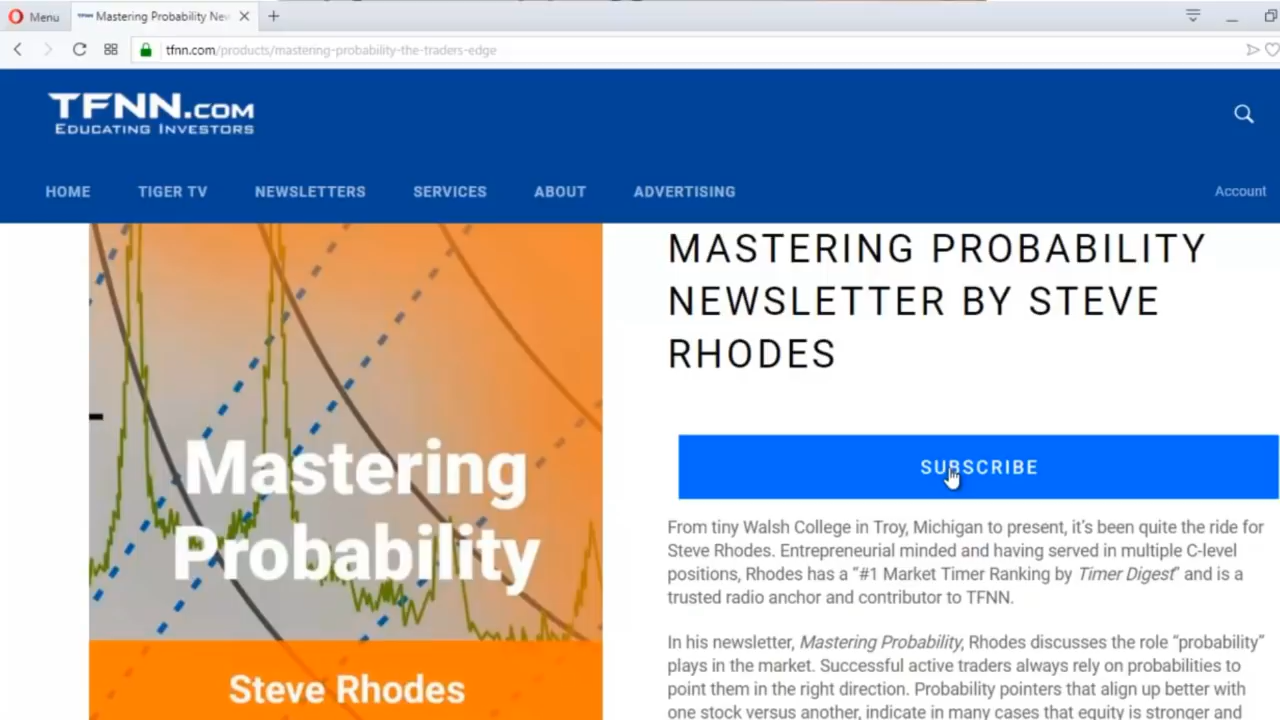 Menu
TFNN Mastering Probability New
tfnn.com/products/mastering-probability-the-traders-edge
TFNN.COM
EDUCATING INVESTORS
HOME TIGER TV NEWSLETTERS SERVICES ABOUT ADVERTISING Account
MASTERING PROBABILITY
NEWSLETTER BY STEVE
RHODES
Mastering
Probability
Steve Rhodes
SUBSCRIBE
From tiny Walsh College in Troy, Michigan to present, it's been quite the ride for
Steve Rhodes. Entrepreneurial minded and having served in multiple C-level
positions, Rhodes has a “#1 Market Timer Ranking by Timer Digest” and is a
trusted radio anchor and contributor to TFNN.
In his newsletter, Mastering Probability, Rhodes discusses the role “probability”
plays in the market. Successful active traders always rely on probabilities to
point them in the right direction. Probability pointers that align up better with
one stock versus another, indicate in many cases that equity is stronger and